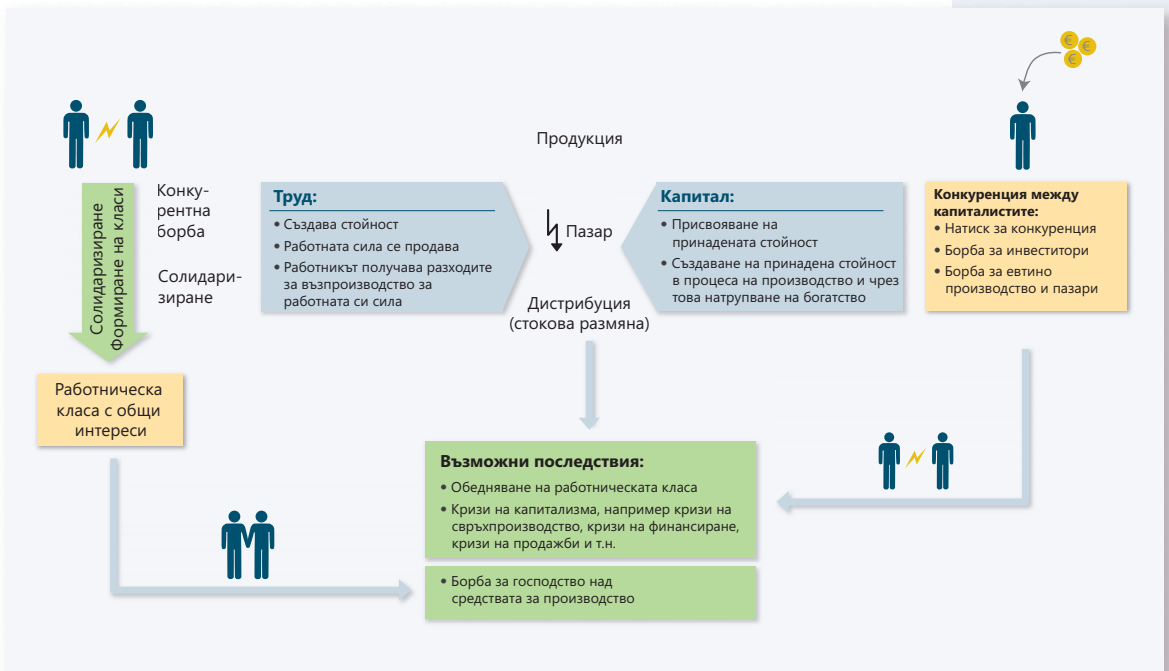 €
€
€
Продукция
Солидаризиране
Формиране на класи
Конку-
рентна
борба
Солидари-
зиране
Труд:
• Създава стойност
• Работната сила се продава
• Работникът получава разходите
за възпроизводство за
работната си сила
Пазар
Дистрибуция
(стокова размяна)
Капитал:
• Присвояване на
принадената стойност
• Създаване на принадена стойност
в процеса на производство и чрез
това натрупване на богатство
Конкуренция между
капиталистите:
• Натиск за конкуренция
• Борба за инвеститори
• Борба за евтино
производство и пазари
Работническа
класа с общи
интереси
Възможни последствия:
• Обедняване на работническата класа
• Кризи на капитализма, например кризи на
свръхпроизводство, кризи на финансиране,
кризи на продажби и т.н.
• Борба за господство над
средствата за производство